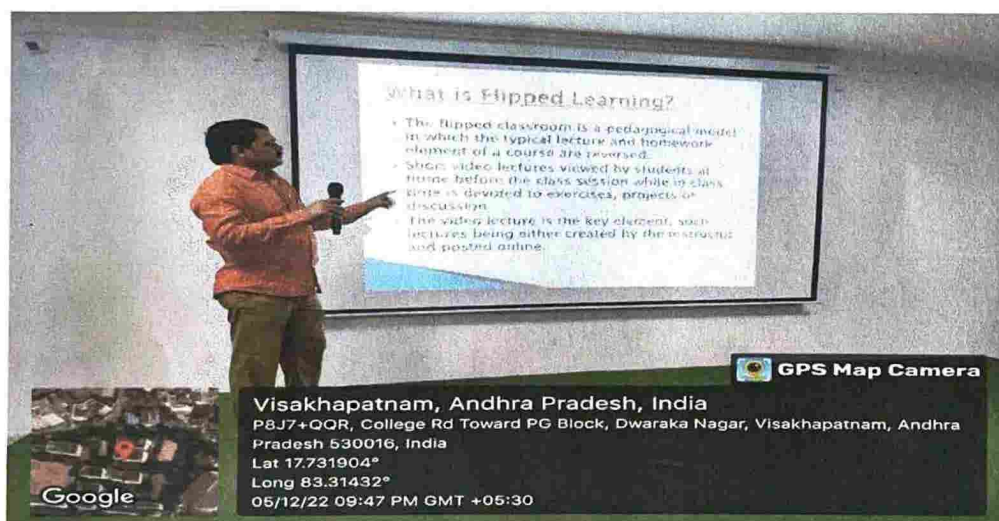 What is Flipped Learning?
• The flipped classroom is a pedagogical model
in which the typical lecture and homework
element of a course are reversed.
• Short video lectures viewed by students at
home before the class session while in class
time is devoted to exercises, projects or
discussion
• The video lecture is the key element, such
lectures being either created by the instructor
and posted online.
GPS Map Camera
Visakhapatnam, Andhra Pradesh, India
P8J7+QQR, College Rd Toward PG Block, Dwaraka Nagar, Visakhapatnam, Andhra
Pradesh 530016, India
Lat 17.731904°
Long 83.31432°
05/12/22 09:47 PM GMT +05:30
Google